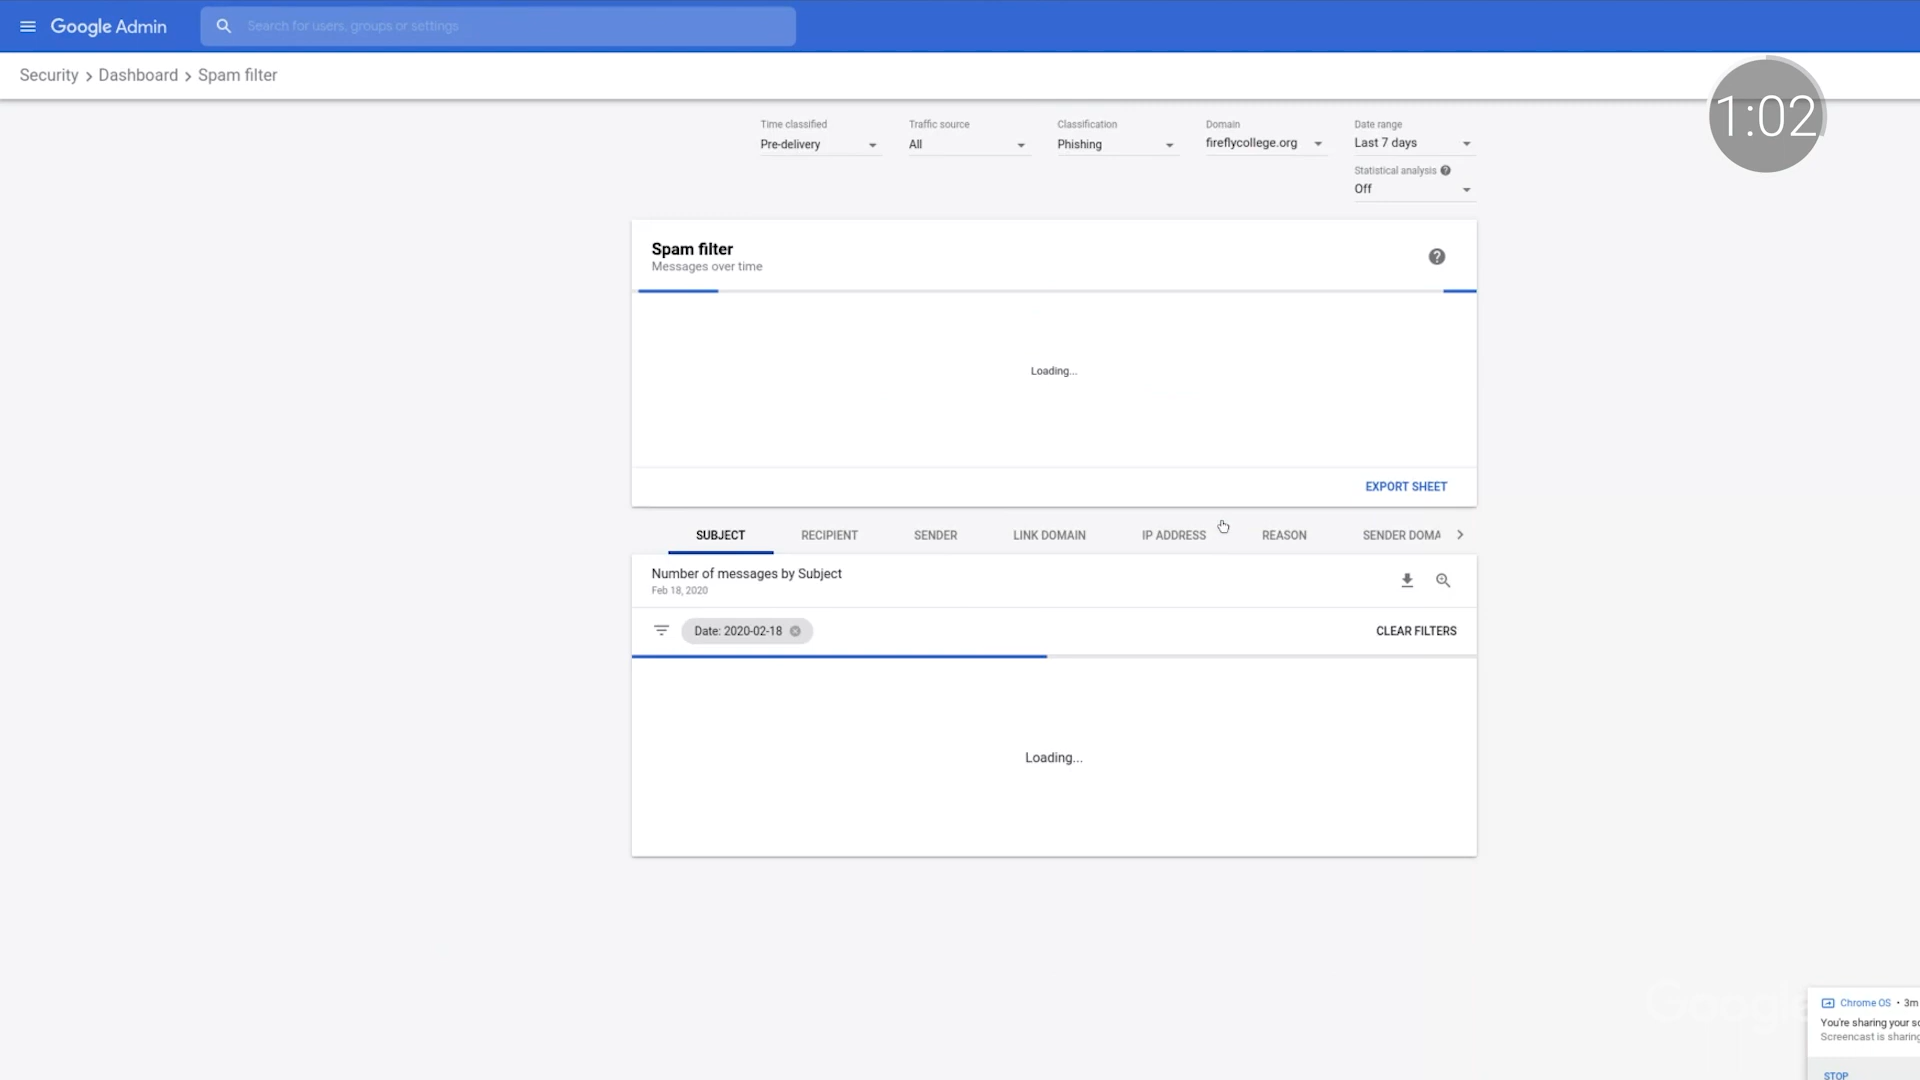 Google Admin
Search for users, groups or settings
Security > Dashboard > Spam filter
1:02
Time classified
Pre-delivery
Traffic source
All
Classification
Phishing
Domain
fireflycollege.org
Date range
Last 7 days
Statistical analysis
Off
Spam filter
Messages over time
Loading...
EXPORT SHEET
SUBJECT RECIPIENT SENDER LINK DOMAIN IP ADDRESS REASON SENDER DOMA
Number of messages by Subject
Feb 18, 2020
Date: 2020-02-18
CLEAR FILTERS
Loading...
Google
Chrome OS • 3m
You're sharing your sc
Screencast is sharing
STOP